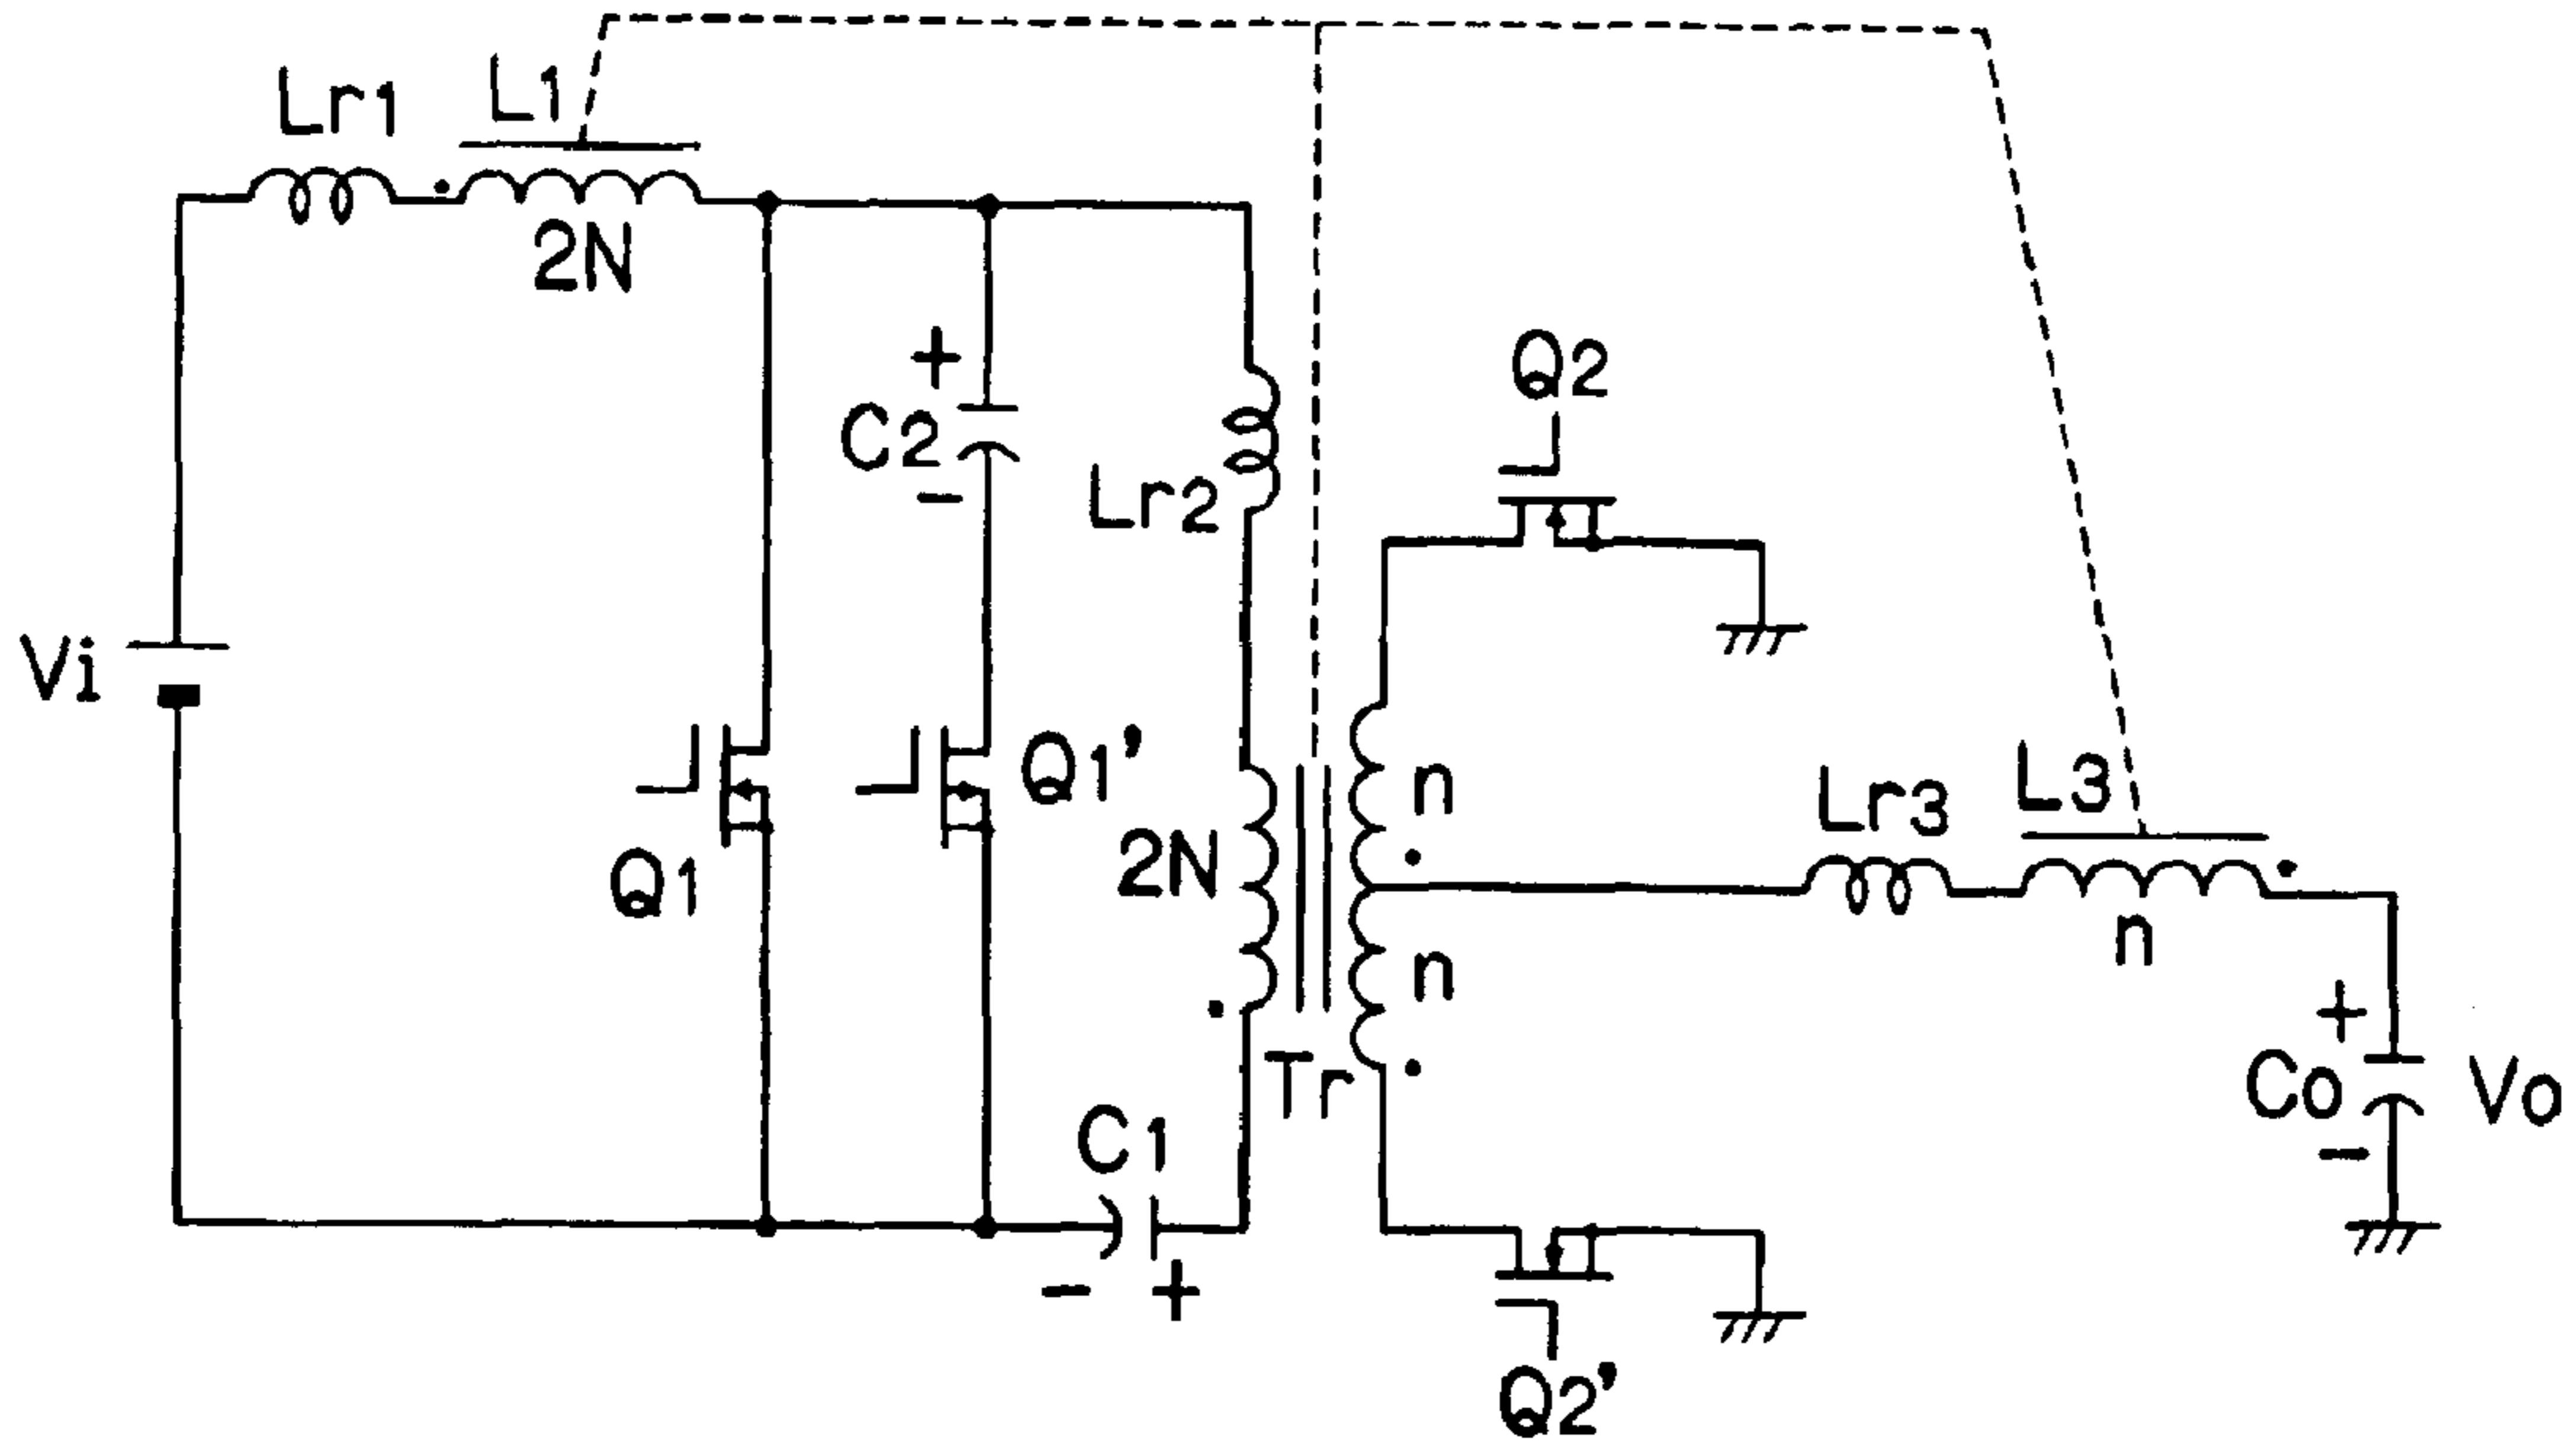 Lr1
L1
2N
Q2
+
C2
-
Lr2
Vi
Q1'
Q1
2N
n
n
Lr3
L3
n
Tr
C1
- +
+
Co
-
Vo
Q2'